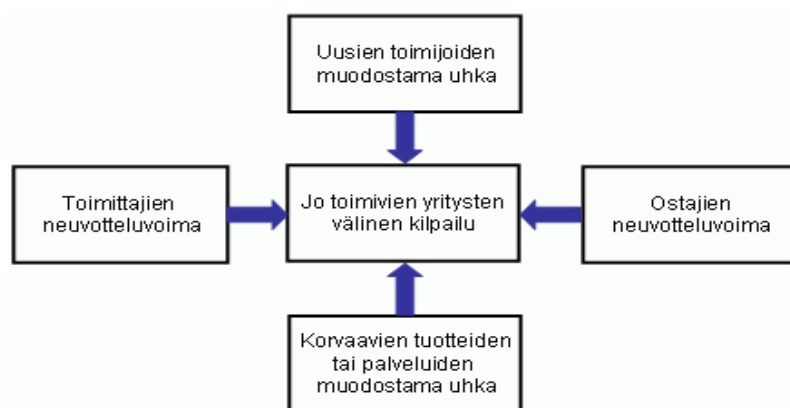 Uusien toimijoiden
muodostama uhka
Toimittajien
neuvotteluvoima
Jo toimivien yritysten
välinen kilpailu
Ostajien
neuvotteluvoima
Korvaavien tuotteiden
tai palveluiden
muodostama uhka